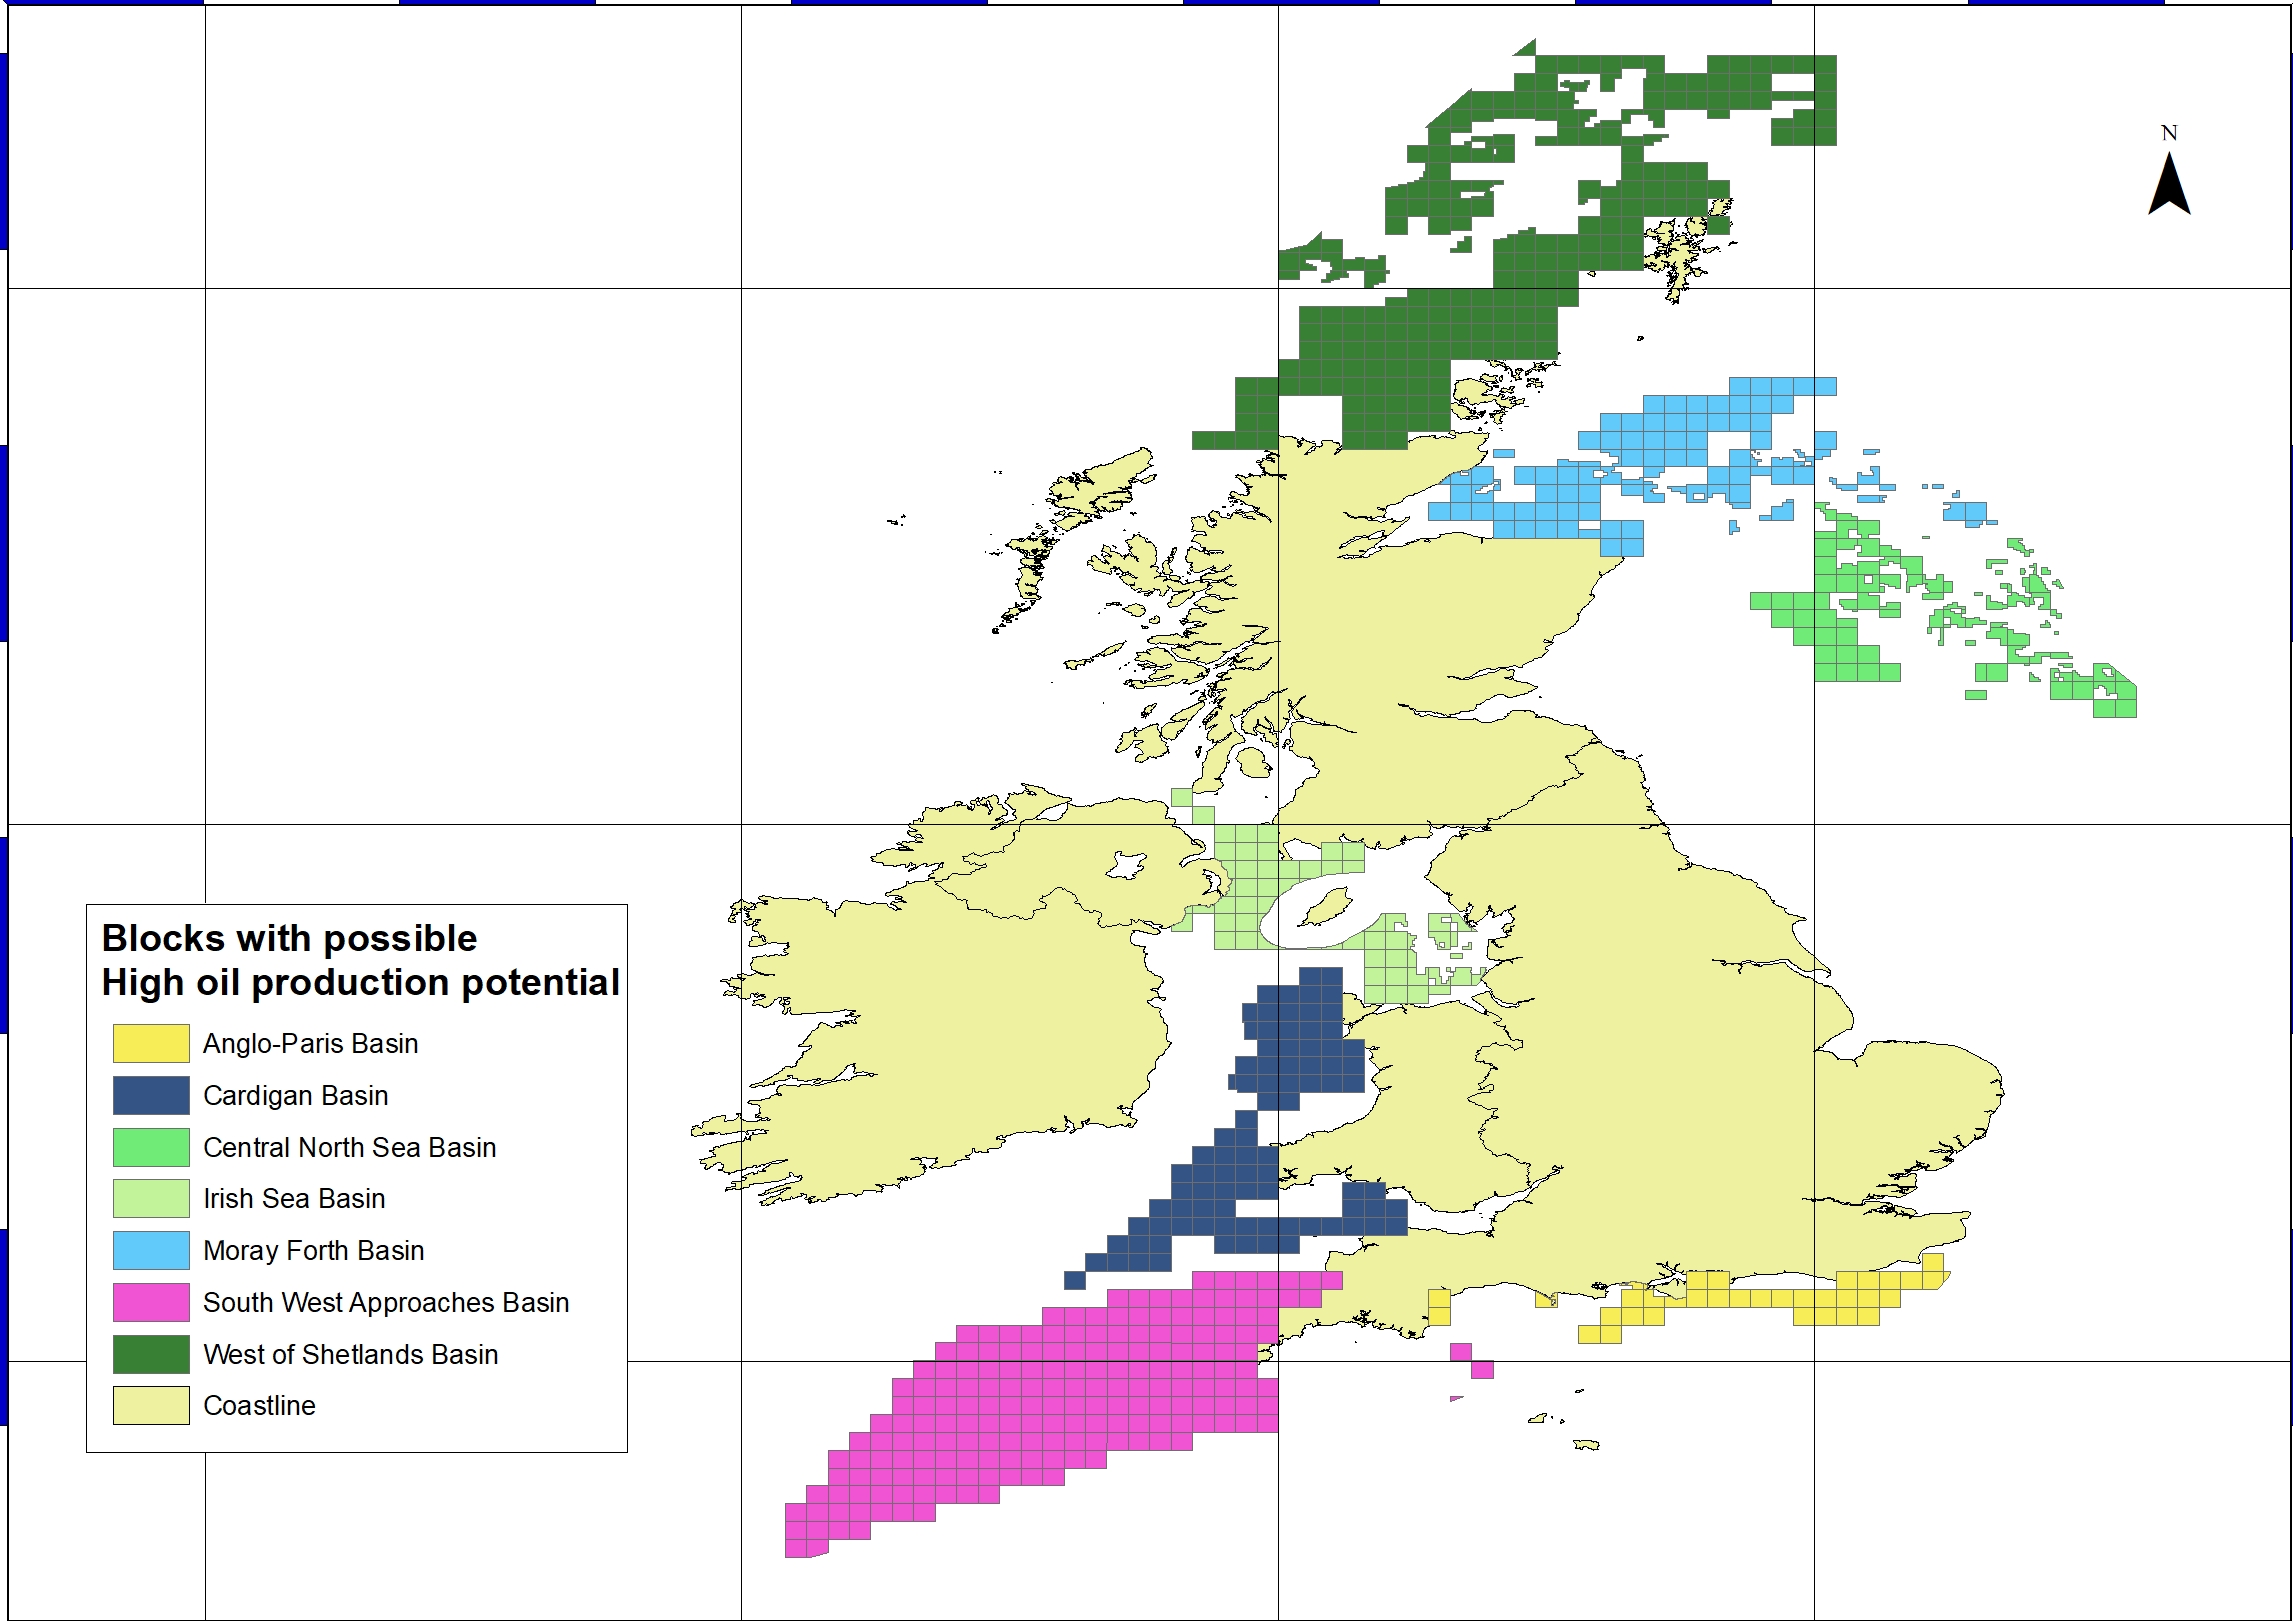 N
Blocks with possible
High oil production potential
Anglo-Paris Basin
Cardigan Basin
Central North Sea Basin
Irish Sea Basin
Moray Forth Basin
South West Approaches Basin
West of Shetlands Basin
Coastline